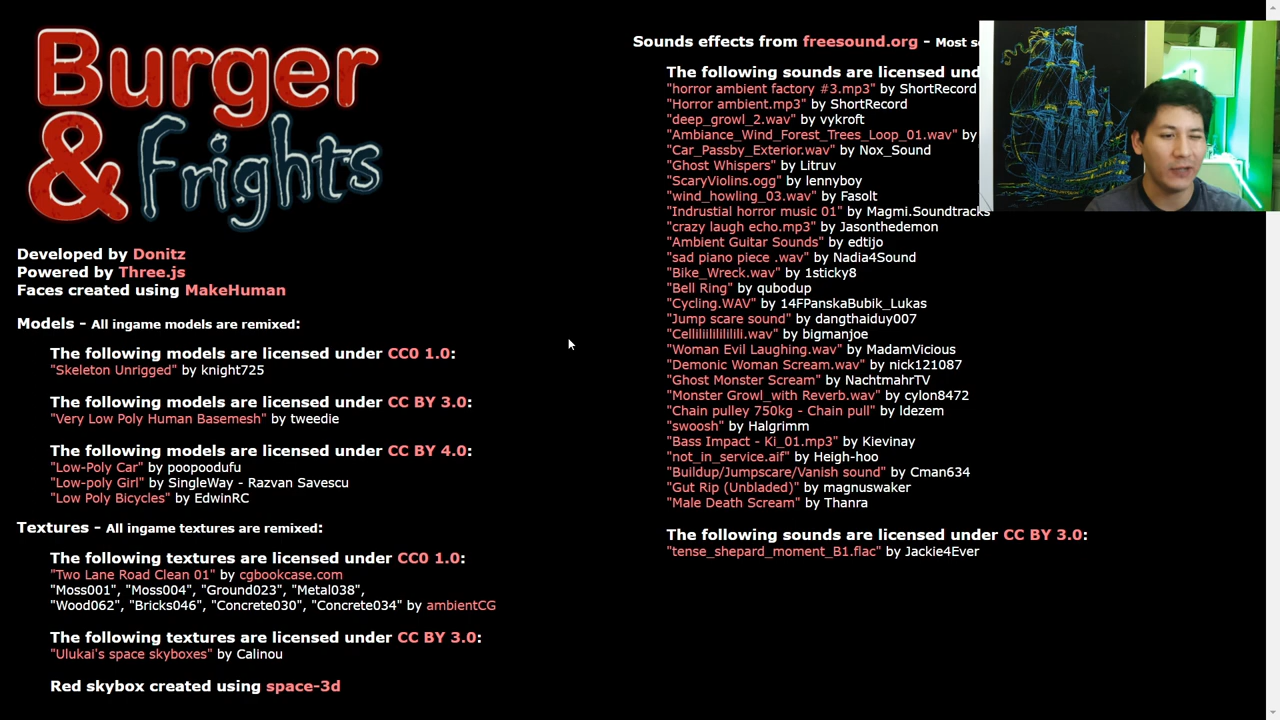 Burger
& Frights
Developed by Donitz
Powered by Three.js
Faces created using MakeHuman
Models - All ingame models are remixed:
The following models are licensed under CC0 1.0:
"Skeleton Unrigged" by knight725
The following models are licensed under CC BY 3.0:
"Very Low Poly Human Basemesh" by tweedie
The following models are licensed under CC BY 4.0:
"Low-Poly Car" by poopoodufu
"Low-poly Girl" by SingleWay - Razvan Savescu
"Low Poly Bicycles" by EdwinRC
Textures - All ingame textures are remixed:
The following textures are licensed under CC0 1.0:
"Two Lane Road Clean 01" by cgbookcase.com
"Moss001", "Moss004", "Ground023", "Metal038",
"Wood062", "Bricks046", "Concrete030", "Concrete034" by ambientCG
The following textures are licensed under CC BY 3.0:
"Ulukai's space skyboxes" by Calinou
Red skybox created using space-3d
Sounds effects from freesound.org - Most
The following sounds are licensed
"horror ambient factory #3.mp3" by ShortRecord
"Horror ambient.mp3" by ShortRecord
"deep_growl_2.wav" by vykroft
"Ambiance_Wind_Forest_Trees_Loop_01.wav" by
"Car_Passby_Exterior.wav" by Nox_Sound
"Ghost Whispers" by Litruv
"ScaryViolins.ogg" by lennyboy
"wind_howling_03.wav" by Fasolt
"Indrustial horror music 01" by Magmi.Soundtracks
"crazy laugh echo.mp3" by Jasonthedemon
"Ambient Guitar Sounds" by edtijo
"sad piano piece .wav" by Nadia4Sound
"Bike_Wreck.wav" by 1sticky8
"Bell Ring" by qubodup
"Cycling.WAV" by 14FPanskaBubik_Lukas
"Jump scare sound" by dangthaiduy007
"Celliiliililililili.wav" by bigmanjoe
"Woman Evil Laughing.wav" by MadamVicious
"Demonic Woman Scream.wav" by nick121087
"Ghost Monster Scream" by NachtmahrTV
"Monster Growl_with Reverb.wav" by cylon8472
"Chain pulley 750kg - Chain pull" by ldezem
"swoosh" by Halgrimm
"Bass Impact - Ki_01.mp3" by Kievinay
"not_in_service.aif" by Heigh-hoo
"Buildup/Jumpscare/Vanish sound" by Cman634
"Gut Rip (Unbladed)" by magnuswaker
"Male Death Scream" by Thanra
The following sounds are licensed under CC BY 3.0:
"tense_shepard_moment_B1.flac" by Jackie4Ever